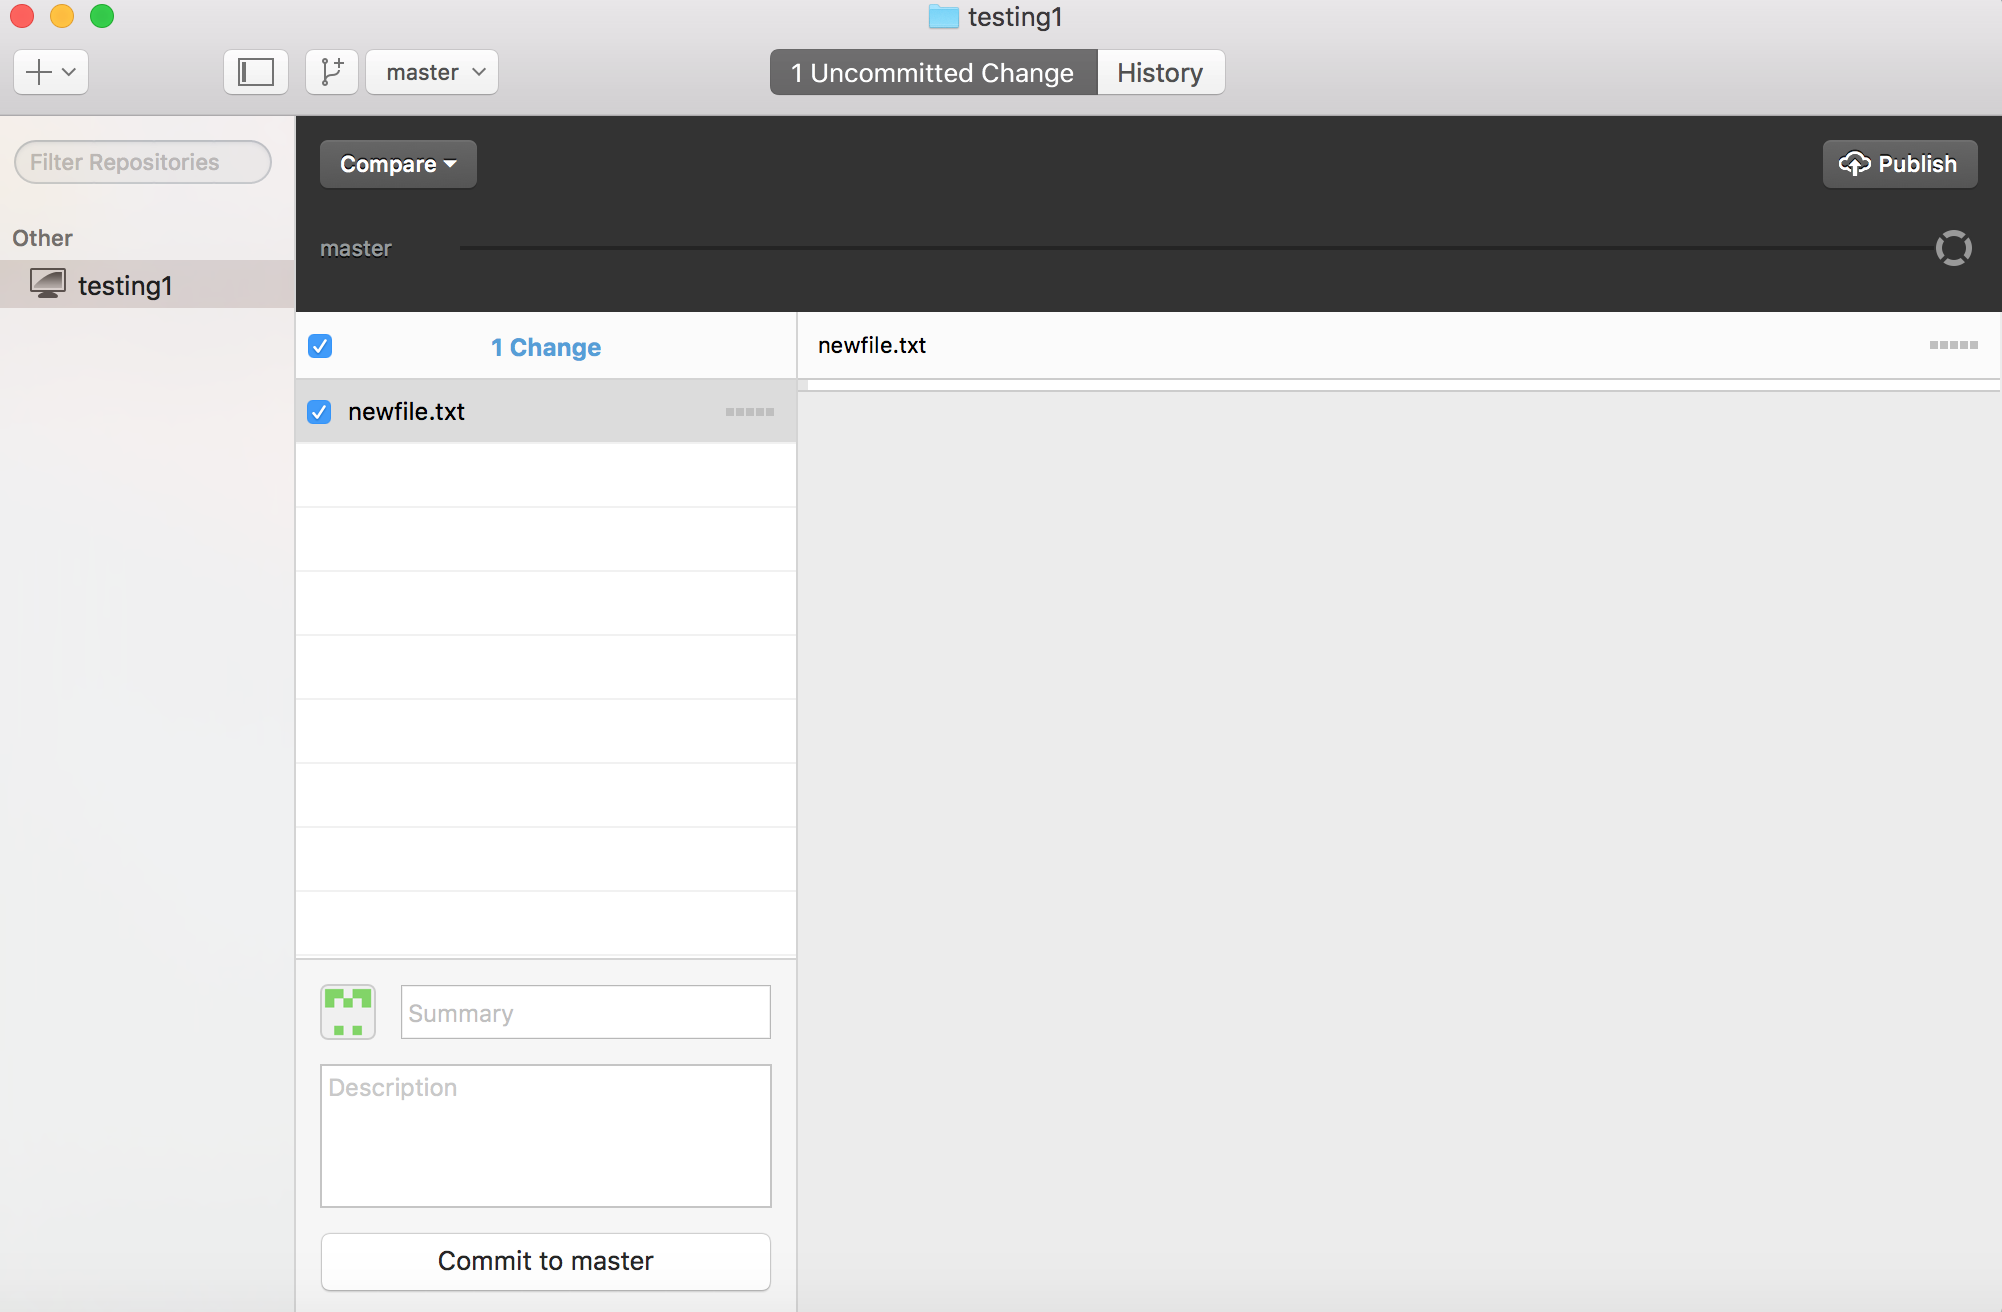 testing1
master
1 Uncommitted Change
History
Filter Repositories
Other
testing1
Compare
Publish
master
1 Change
newfile.txt
newfile.txt
Summary
Description
Commit to master